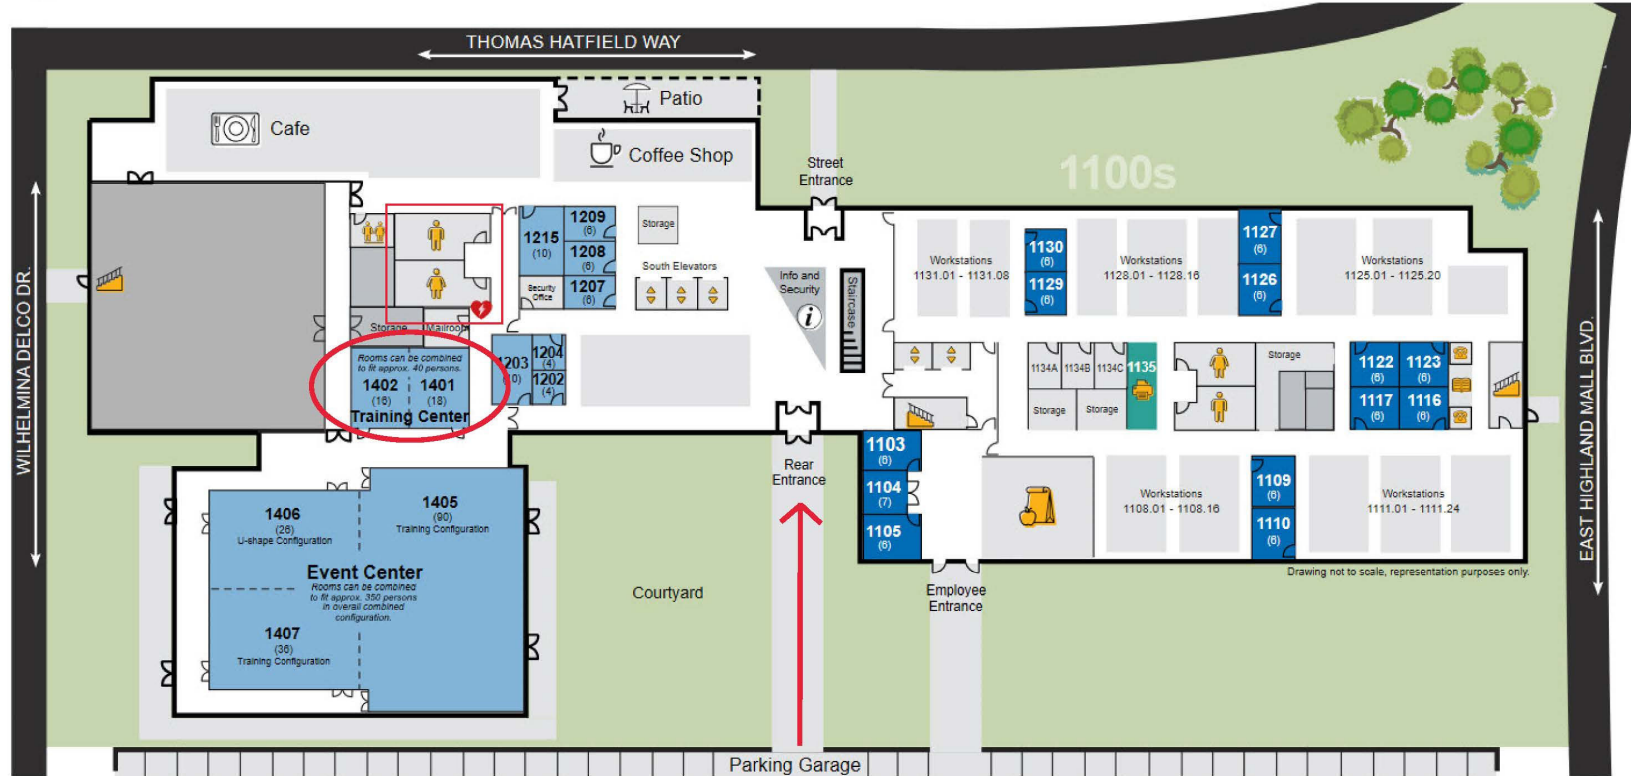 THOMAS HATFIELD WAY
WILHELMINA DELCO DR.
EAST HIGHLAND MALL BLVD.
Patio
Cafe
Coffee Shop
Street
Entrance
1100s
1215
(10)
1209
(6)
1208
(6)
1207
(6)
Security
Office
Storage
South Elevators
Info and
Security
i
Staircase
Workstations
1131.01 - 1131.08
1130
(6)
1129
(6)
Workstations
1128.01 - 1128.16
1127
(6)
1126
(6)
Workstations
1125.01 - 1125.20
Storage
Mailroom
Rooms can be combined
to fit approx. 40 persons.
1402
(16)
1401
(18)
Training Center
1203
(10)
1204
(4)
1202
(4)
1134A
1134B
1134C
1135
Storage
Storage
Storage
1122
(6)
1123
(6)
1117
(6)
1116
(6)
Rear
Entrance
1103
(6)
1104
(7)
1105
(6)
Workstations
1108.01 - 1108.16
1109
(6)
1110
(6)
Workstations
1111.01 - 1111.24
Drawing not to scale, representation purposes only.
1406
(26)
U-shape Configuration
1405
(90)
Training Configuration
Event Center
Rooms can be combined
to fit approx. 350 persons
in overall combined
configuration.
1407
(36)
Training Configuration
Courtyard
Employee
Entrance
Parking Garage